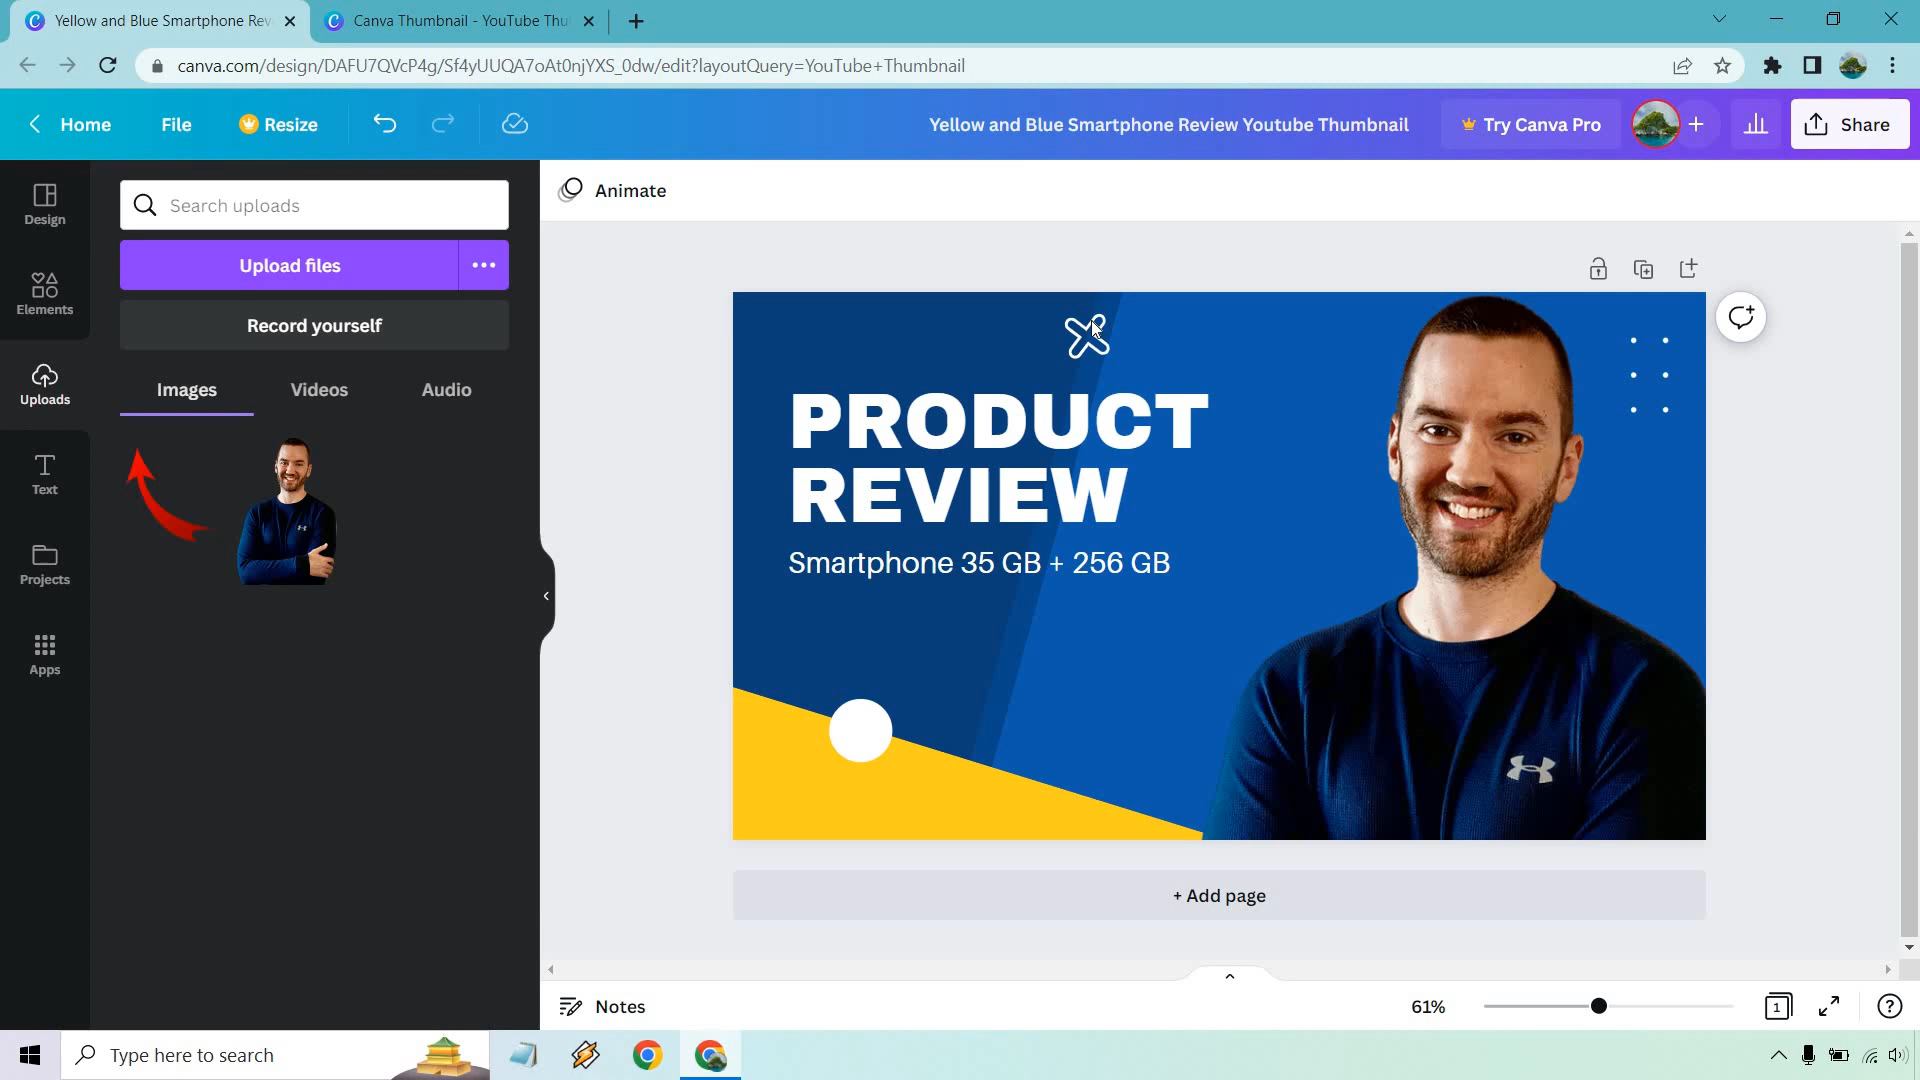 Yellow and Blue Smartphone Rev
Canva Thumbnail - YouTube Thu
canva.com/design/DAFU7QVcP4g/Sf4yUUQA7oAt0njYXS_0dw/edit?layoutQuery=YouTube+Thumbnail
Home
File
Resize
Yellow and Blue Smartphone Review Youtube Thumbnail
Try Canva Pro
Share
Design
Elements
Uploads
Text
Projects
Apps
Search uploads
Upload files
Record yourself
Images
Videos
Audio
Animate
PRODUCT
REVIEW
Smartphone 35 GB + 256 GB
+ Add page
Notes
61%
1
Type here to search